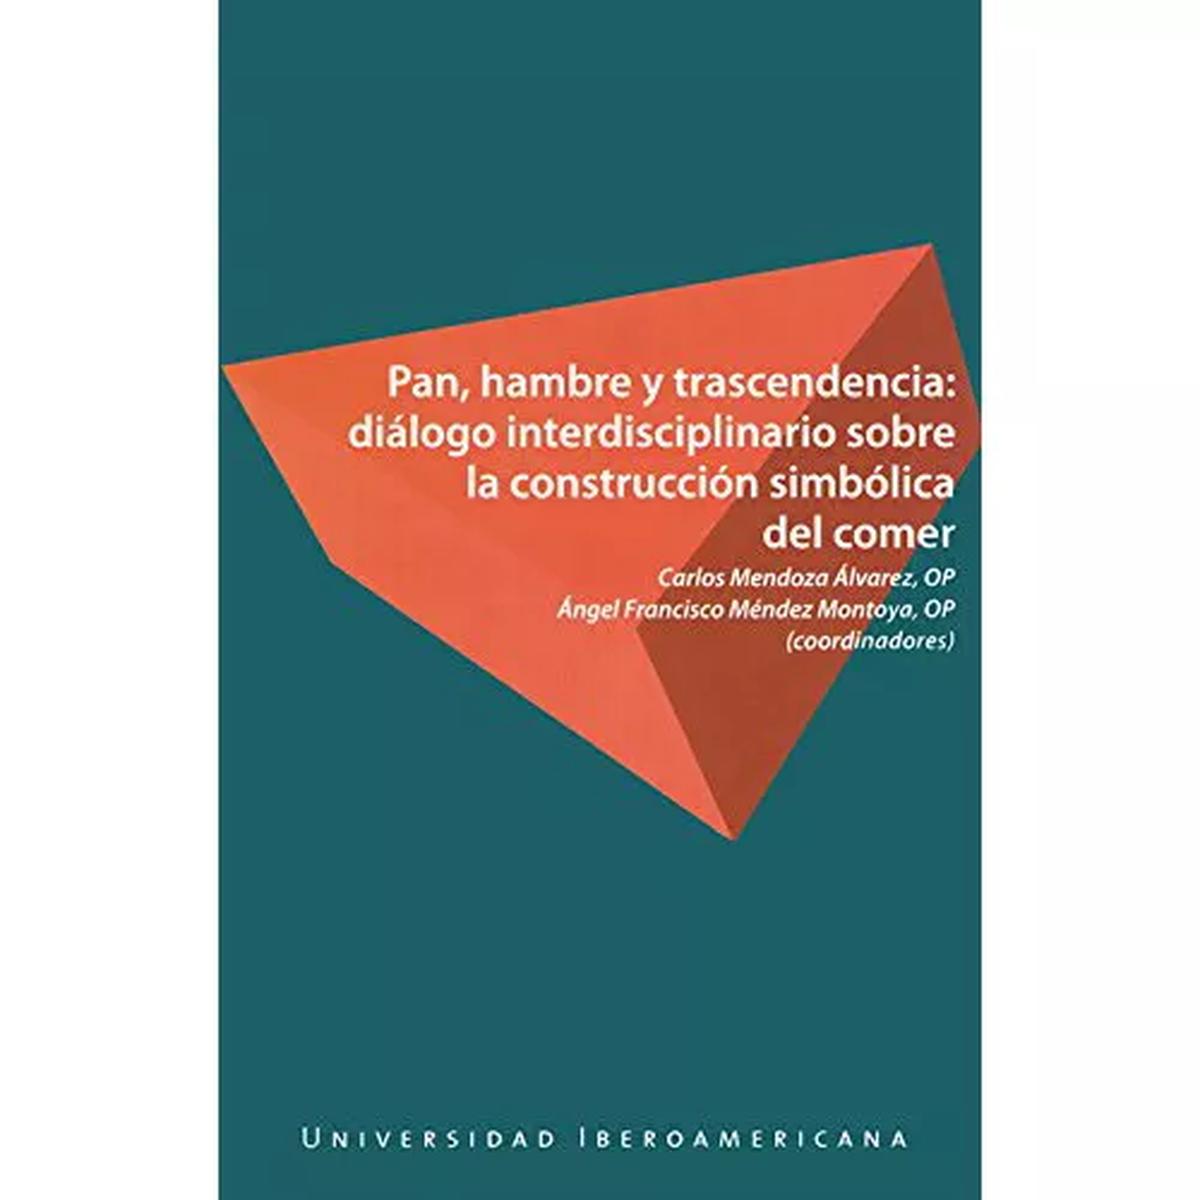 Pan, hambre y trascendencia:
diálogo interdisciplinario sobre
la construcción simbólica
del comer
Carlos Mendoza Álvarez, OP
Ángel Francisco Méndez Montoya, OP
(coordinadores)
UNIVERSIDAD IBEROAMERICANA